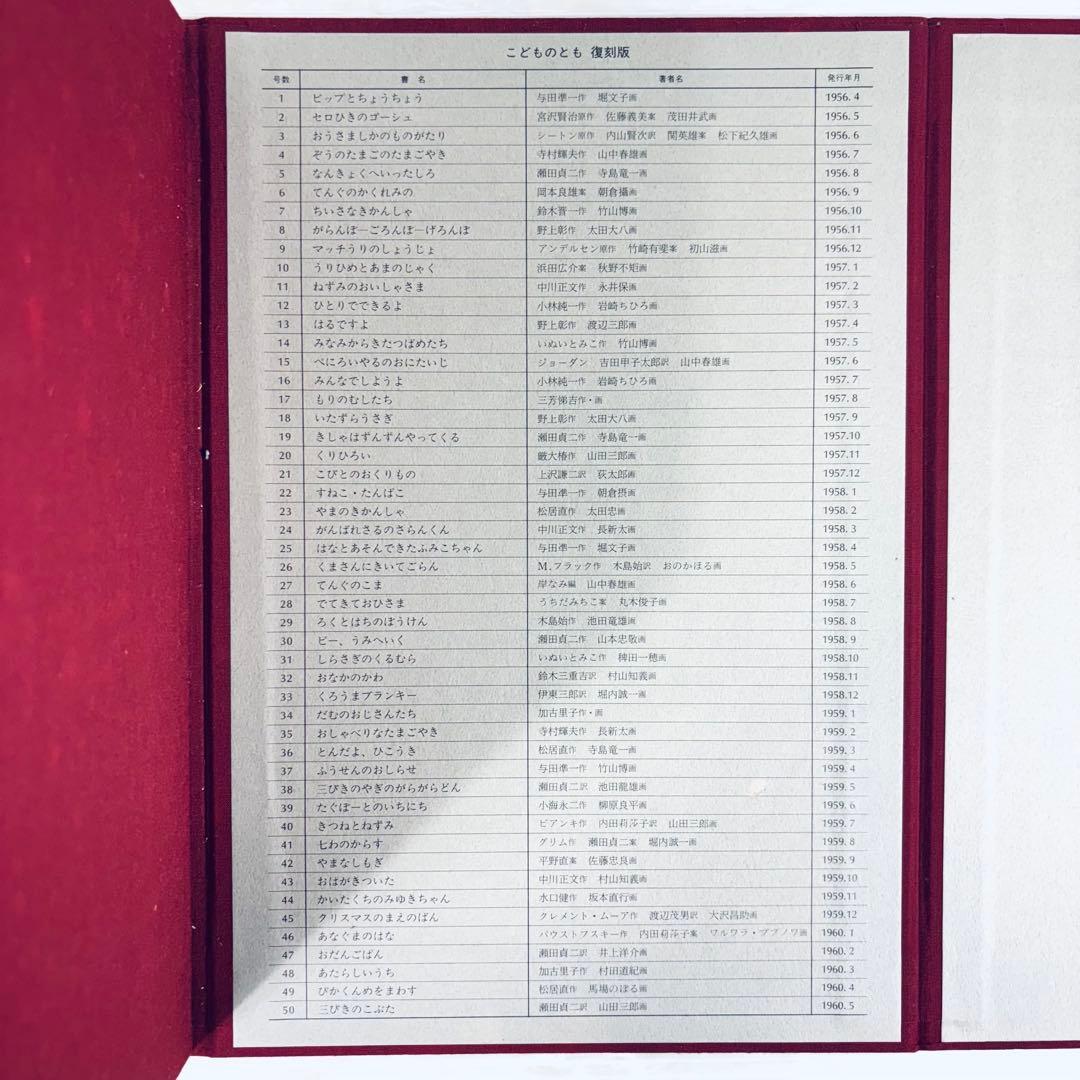 こどものとも 復刻版
号数 書名 著者名 発行年月
1 ピップとちょうちょう 与田準一作 堀文子画 1956. 4
2 セロひきのゴーシュ 宮沢賢治原作 佐藤義美案 茂田井武画 1956. 5
3 おうさましかのものがたり シートン原作 内山賢次訳 関英雄案 松下紀久雄画 1956. 6
4 ぞうのたまごのたまごやき 寺村輝夫作 山中春雄画 1956. 7
5 なんきょくへいったしろ 瀬田貞二作 寺島竜一画 1956. 8
6 てんぐのかくれみの 岡本良雄案 朝倉攝画 1956. 9
7 ちいさなきかんしゃ 鈴木晋一作 竹山博画 1956.10
8 がらんぼーごろんぼーげろんぼ 野上彰作 太田大八画 1956.11
9 マッチうりのしょうじょ アンデルセン原作 竹崎有斐案 初山滋画 1956.12
10 うりひめとあまのじゃく 浜田広介案 秋野不矩画 1957. 1
11 ねずみのおいしゃさま 中川正文作 永井保画 1957. 2
12 ひとりでできるよ 小林純一作 岩崎ちひろ画 1957. 3
13 はるですよ 野上彰作 渡辺三郎画 1957. 4
14 みなみからきたつばめたち いぬいとみこ作 竹山博画 1957. 5
15 ぺにろいやるのおにたいじ ジョーダン 吉田甲子太郎訳 山中春雄画 1957. 6
16 みんなでしようよ 小林純一作 岩崎ちひろ画 1957. 7
17 もりのむしたち 三芳悌吉作・画 1957. 8
18 いたずらうさぎ 野上彰作 太田大八画 1957. 9
19 きしゃはずんずんやってくる 瀬田貞二作 寺島竜一画 1957.10
20 くりひろい 厳大椿作 山田三郎画 1957.11
21 こびとのおくりもの 上沢謙二訳 荻太郎画 1957.12
22 すねこ・たんぱこ 与田準一作 朝倉摂画 1958. 1
23 やまのきかんしゃ 松居直作 太田忠画 1958. 2
24 がんばれさるのさらんくん 中川正文作 長新太画 1958. 3
25 はなとあそんできたふみこちゃん 与田準一作 堀文子画 1958. 4
26 くまさんにきいてごらん M.フラック作 木島始訳 おのかほる画 1958. 5
27 てんぐのこま 岸なみ編 山中春雄画 1958. 6
28 でてきておひさま うちだみちこ案 丸木俊子画 1958. 7
29 ろくとはちのぼうけん 木島始作 池田竜雄画 1958. 8
30 ピー、うみへいく 瀬田貞二作 山本忠敬画 1958. 9
31 しらさぎのくるむら いぬいとみこ作 稗田一穂画 1958.10
32 おなかのかわ 鈴木三重吉訳 村山知義画 1958.11
33 くろうまブランキー 伊東三郎訳 堀内誠一画 1958.12
34 だむのおじさんたち 加古里子作・画 1959. 1
35 おしゃべりなたまごやき 寺村輝夫作 長新太画 1959. 2
36 とんだよ、ひこうき 松居直作 寺島竜一画 1959. 3
37 ふうせんのおしらせ 与田準一作 竹山博画 1959. 4
38 三びきのやぎのがらがらどん 瀬田貞二訳 池田龍雄画 1959. 5
39 たぐぼーとのいちにち 小海永二作 柳原良平画 1959. 6
40 きつねとねずみ ビアンキ作 内田莉莎子訳 山田三郎画 1959. 7
41 七わのからす グリム作 瀬田貞二案 堀内誠一画 1959. 8
42 やまなしもぎ 平野直案 佐藤忠良画 1959. 9
43 おばがきついた 中川正文作 村山知義画 1959.10
44 かいたくちのみゆきちゃん 水口健作 坂本直行画 1959.11
45 クリスマスのまえのばん クレメント・ムーア作 渡辺茂男訳 大沢昌助画 1959.12
46 あなぐまのはな パウストフスキー作 内田莉莎子案 ワルワラ・ブブノワ画 1960. 1
47 おだんごぱん 瀬田貞二訳 井上洋介画 1960. 2
48 あたらしいうち 加古里子作 村田道紀画 1960. 3
49 ぴかくんめをまわす 松居直作 馬場のぼる画 1960. 4
50 三びきのこぶた 瀬田貞二訳 山田三郎画 1960. 5